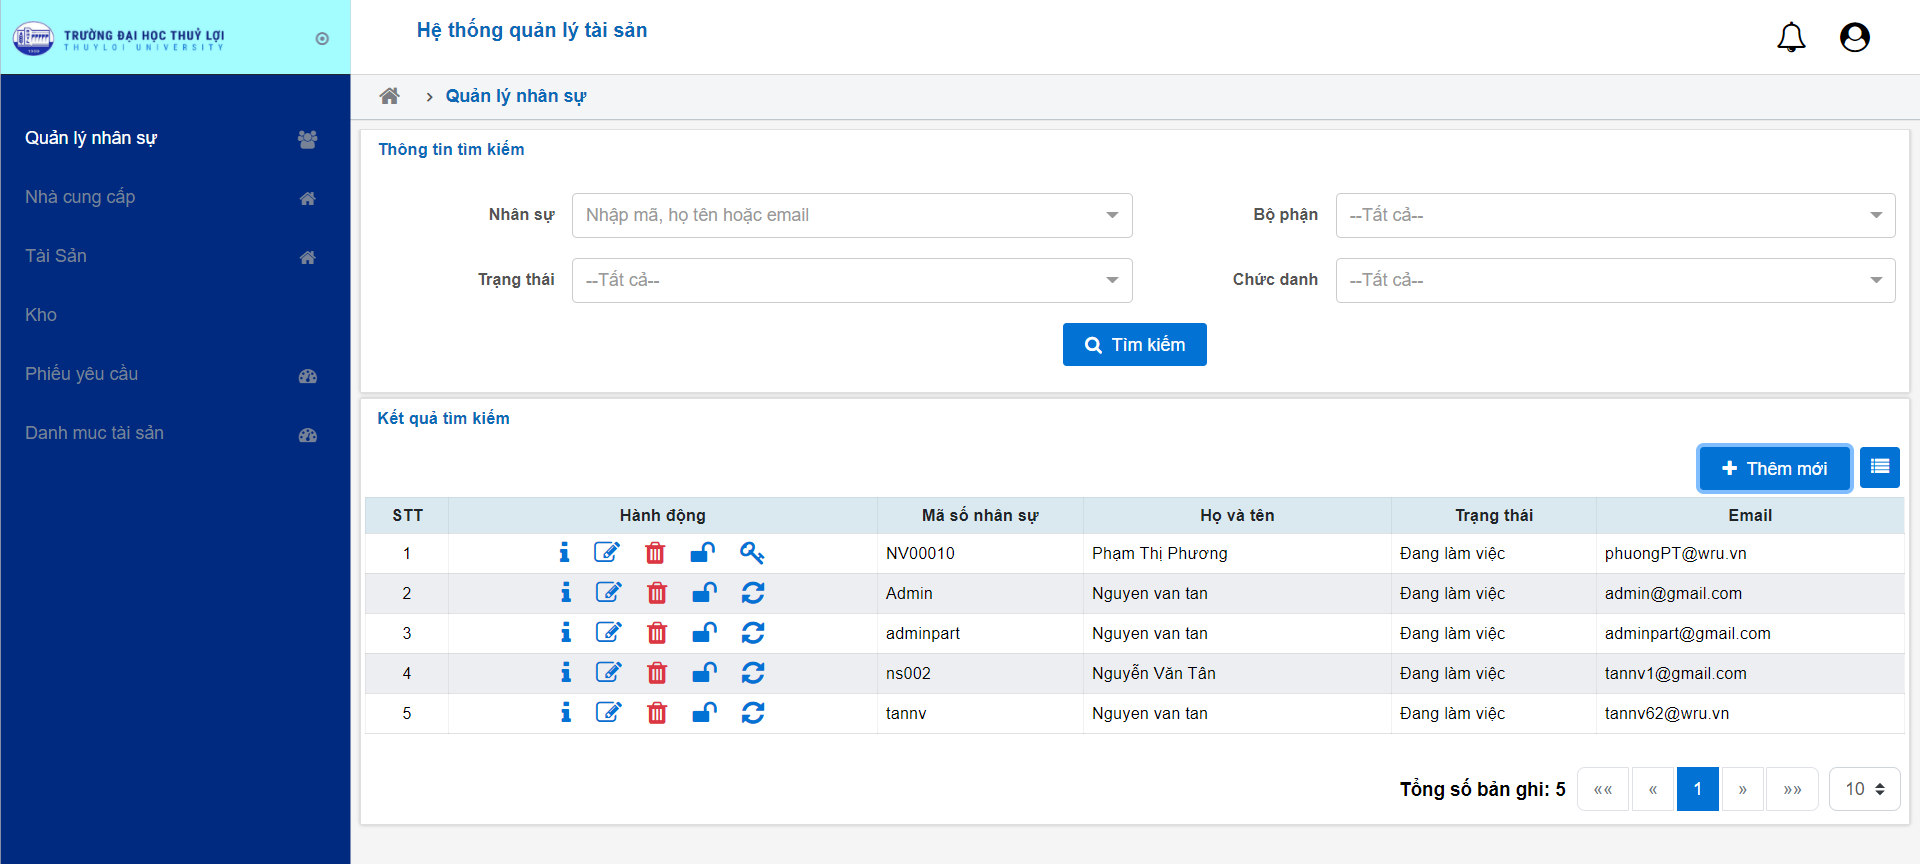 TRƯỜNG ĐẠI HỌC THUỶ LỢI
THUYLOI UNIVERSITY
Hệ thống quản lý tài sản
Quản lý nhân sự
Quản lý nhân sự
Nhà cung cấp
Tài Sản
Kho
Phiếu yêu cầu
Danh muc tài sản
Thông tin tìm kiếm
Nhân sự Nhập mã, họ tên hoặc email Bộ phận --Tất cả--
Trạng thái --Tất cả-- Chức danh --Tất cả--
Tìm kiếm
Kết quả tìm kiếm
Thêm mới
STT Hành động Mã số nhân sự Họ và tên Trạng thái Email
1 NV00010 Phạm Thị Phương Đang làm việc phuongPT@wru.vn
2 Admin Nguyen van tan Đang làm việc admin@gmail.com
3 adminpart Nguyen van tan Đang làm việc adminpart@gmail.com
4 ns002 Nguyễn Văn Tân Đang làm việc tannv1@gmail.com
5 tannv Nguyen van tan Đang làm việc tannv62@wru.vn
Tổng số bản ghi: 5 «« « 1 » »» 10